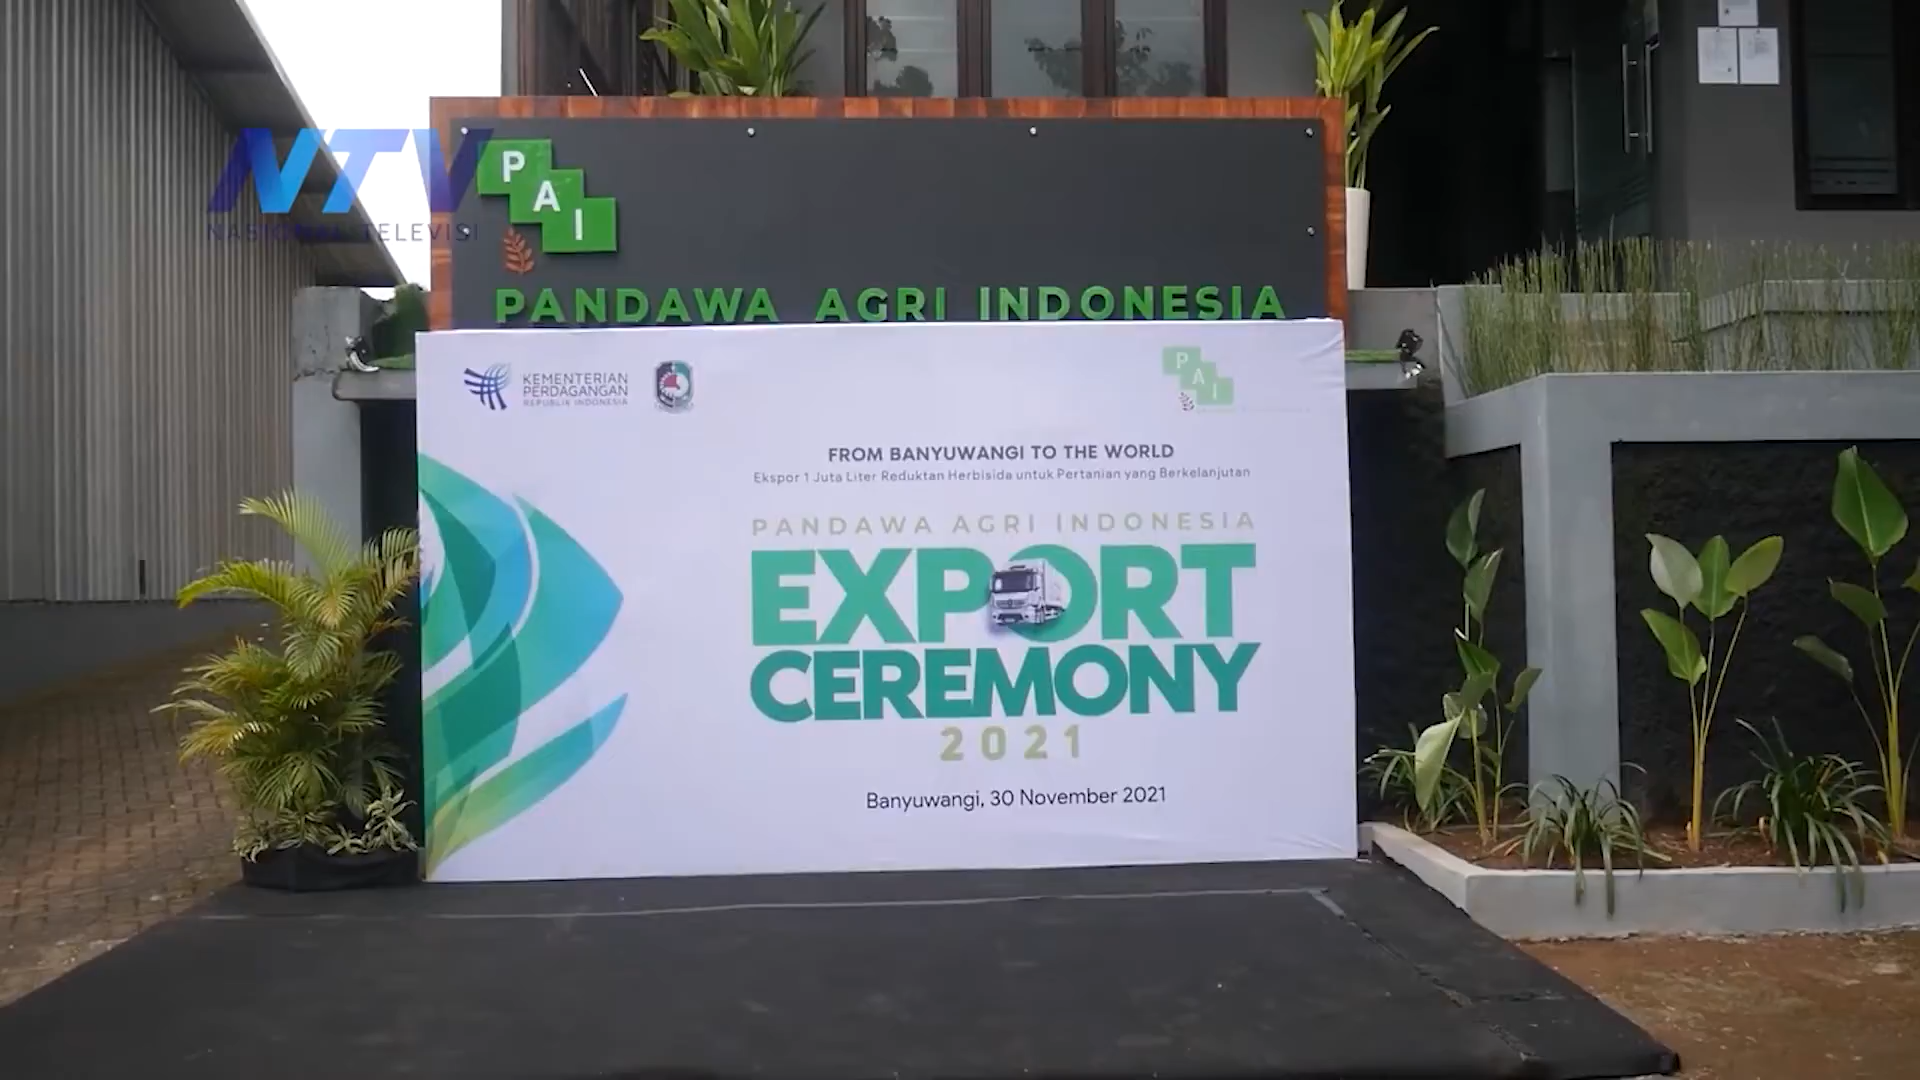 NTV
NASIONAL TELEVISI
P
A
I
PANDAWA AGRI INDONESIA
KEMENTERIAN
PERDAGANGAN
REPUBLIK INDONESIA
P
A
I
FROM BANYUWANGI TO THE WORLD
Ekspor 1 Juta Liter Reduktan Herbisida untuk Pertanian yang Berkelanjutan
PANDAWA AGRI INDONESIA
EXPORT
CEREMONY
2021
Banyuwangi, 30 November 2021